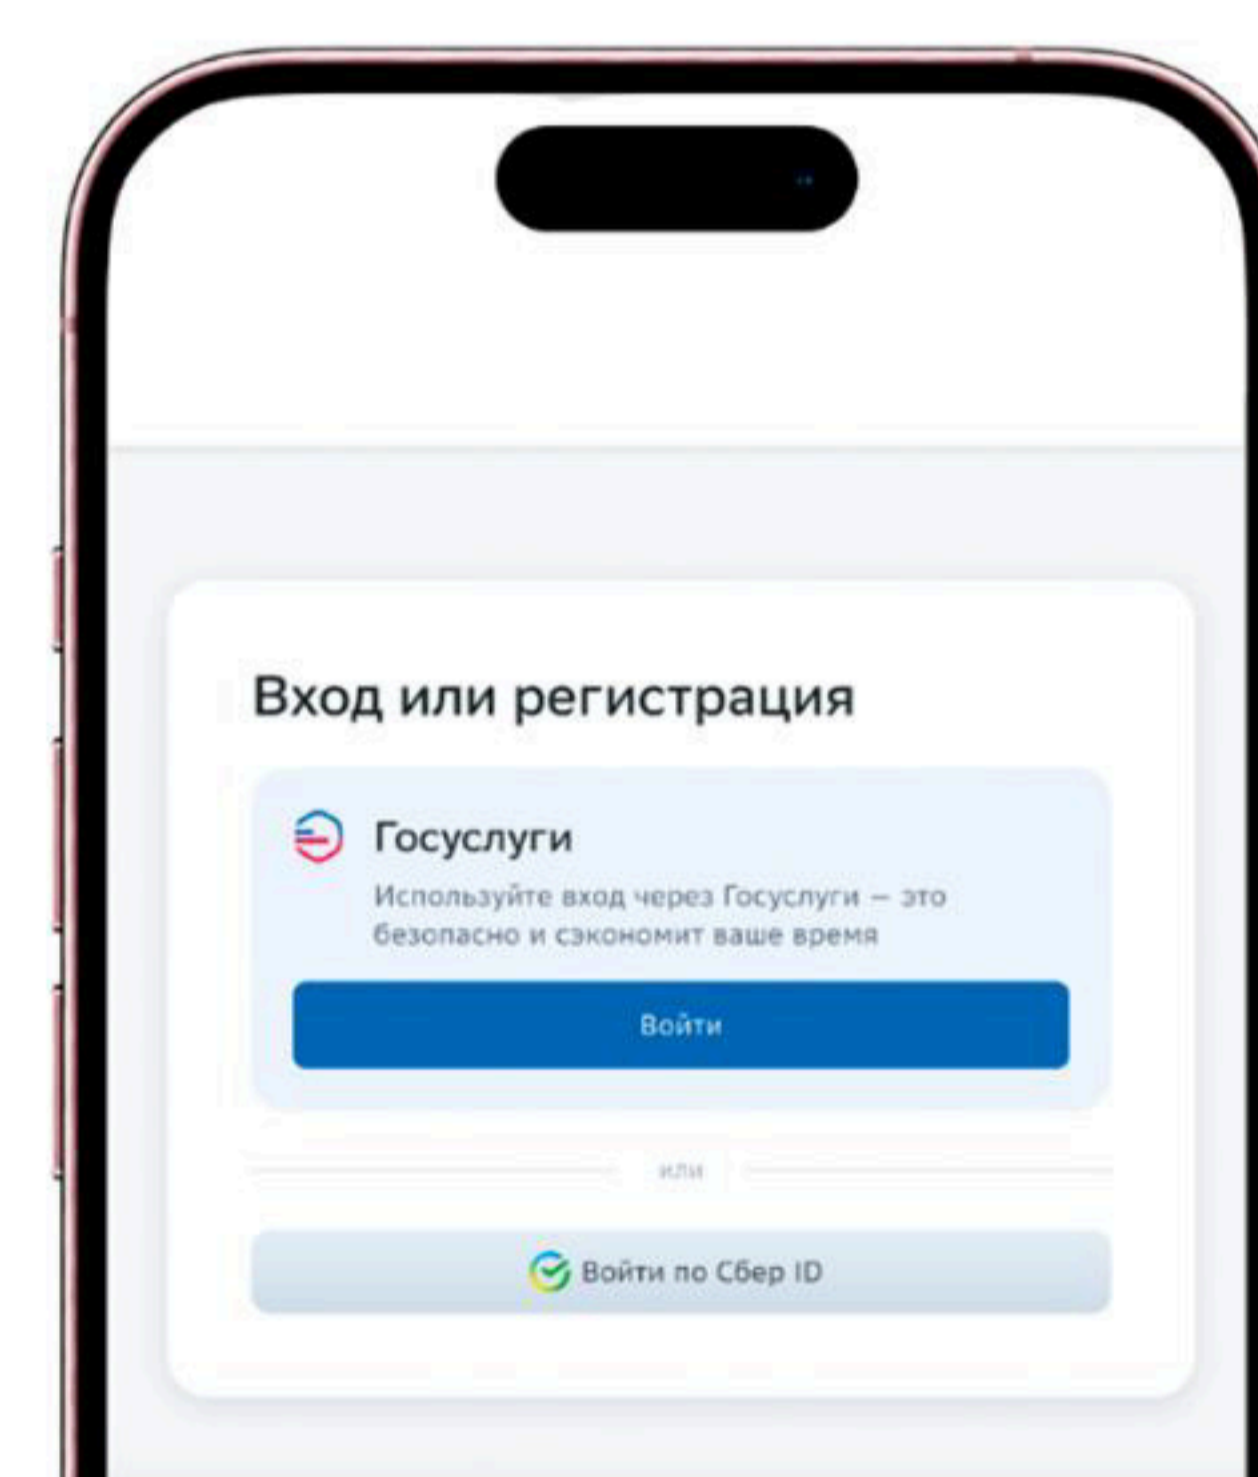 Вход или регистрация
Госуслуги
Используйте вход через Госуслуги — это
безопасно и сэкономит ваше время
Войти
или
Войти по Сбер ID